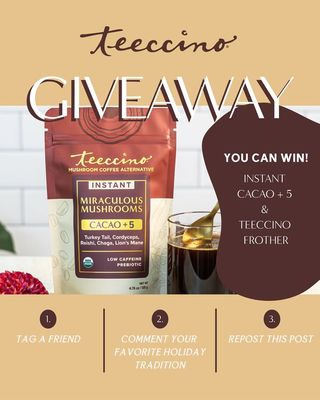 teeccino
GIVEAWAY
teeccino
MUSHROOM COFFEE ALTERNATIVE
INSTANT
MIRACULOUS
MUSHROOMS
CACAO + 5
Turkey Tail, Cordyceps,
Reishi, Chaga, Lion's Mane
LOW CAFFEINE
PREBIOTIC
YOU CAN WIN!
INSTANT
CACAO + 5
&
TEECCINO
FROTHER
1.
TAG A FRIEND
2.
COMMENT YOUR
FAVORITE HOLIDAY
TRADITION
3.
REPOST THIS POST